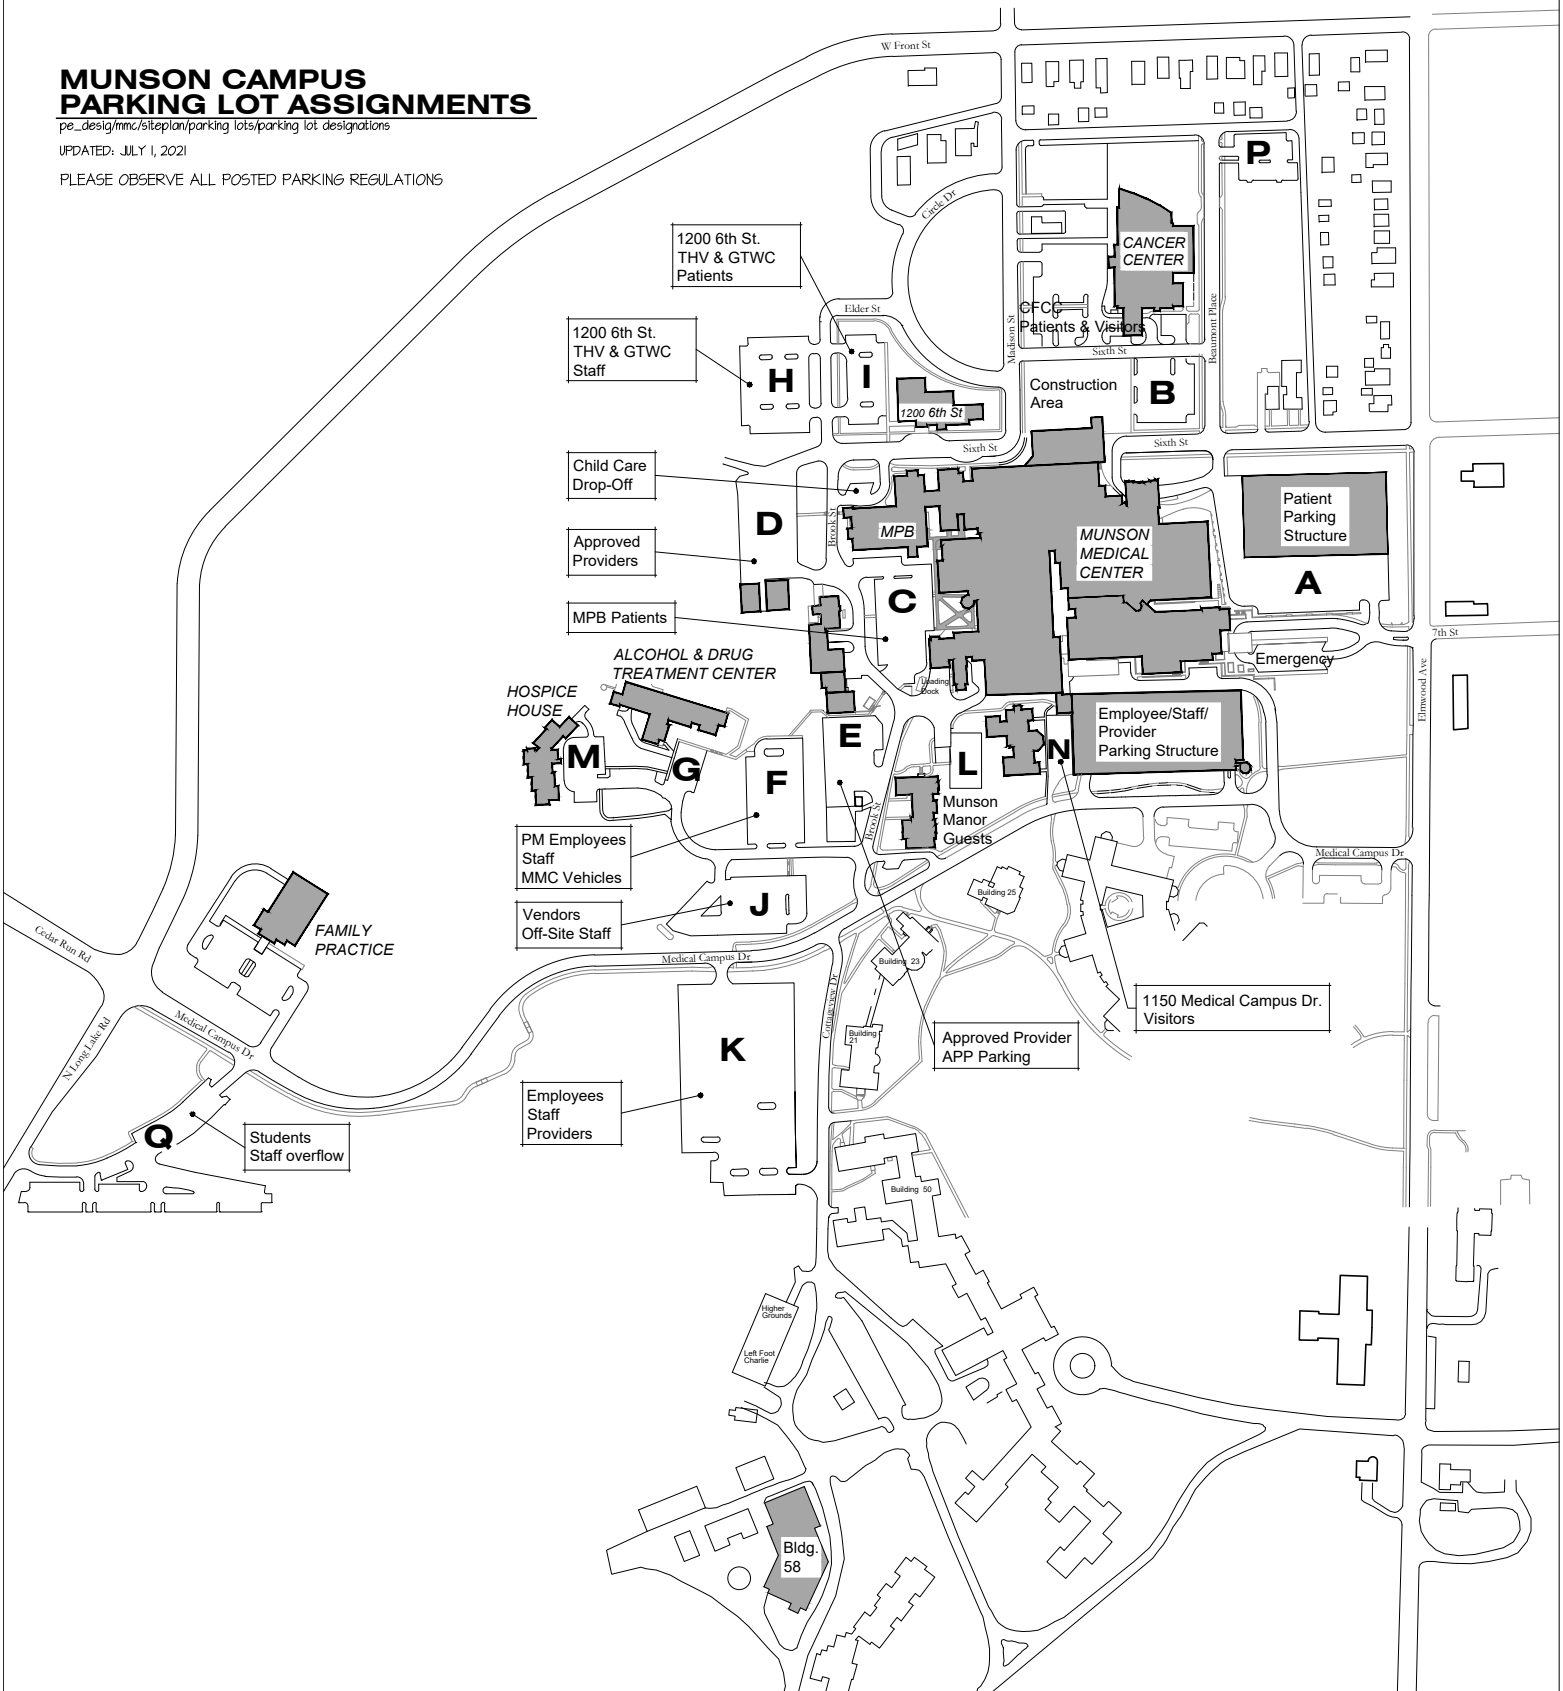 MUNSON CAMPUS
PARKING LOT ASSIGNMENTS
pe_desig/mmc/siteplan/parking lots/parking lot designations
UPDATED: JULY 1, 2021
PLEASE OBSERVE ALL POSTED PARKING REGULATIONS
W Front St
P
Circle Dr
1200 6th St.
THV & GTWC
Patients
CANCER
CENTER
Elder St
CFCC
Patients & Visitors
Madison St
Beaumont Place
1200 6th St.
THV & GTWC
Staff
Sixth St
H
I
Construction
Area
B
1200 6th St
Sixth St
Sixth St
Child Care
Drop-Off
D
Brook St
MPB
MUNSON
MEDICAL
CENTER
Patient
Parking
Structure
Approved
Providers
A
C
MPB Patients
7th St
Emergency
Elmwood Ave
ALCOHOL & DRUG
TREATMENT CENTER
Loading
Dock
HOSPICE
HOUSE
M
G
F
E
L
N
Employee/Staff/
Provider
Parking Structure
Munson
Manor
Guests
Brook St
PM Employees
Staff
MMC Vehicles
Medical Campus Dr
Building 25
Vendors
Off-Site Staff
J
FAMILY
PRACTICE
Cedar Run Rd
Medical Campus Dr
Building 23
Cottageview Dr
1150 Medical Campus Dr.
Visitors
Medical Campus Dr
N Long Lake Rd
K
Building
21
Approved Provider
APP Parking
Employees
Staff
Providers
Q
Students
Staff overflow
Building 50
Higher
Grounds
Left Foot
Charlie
Bldg.
58